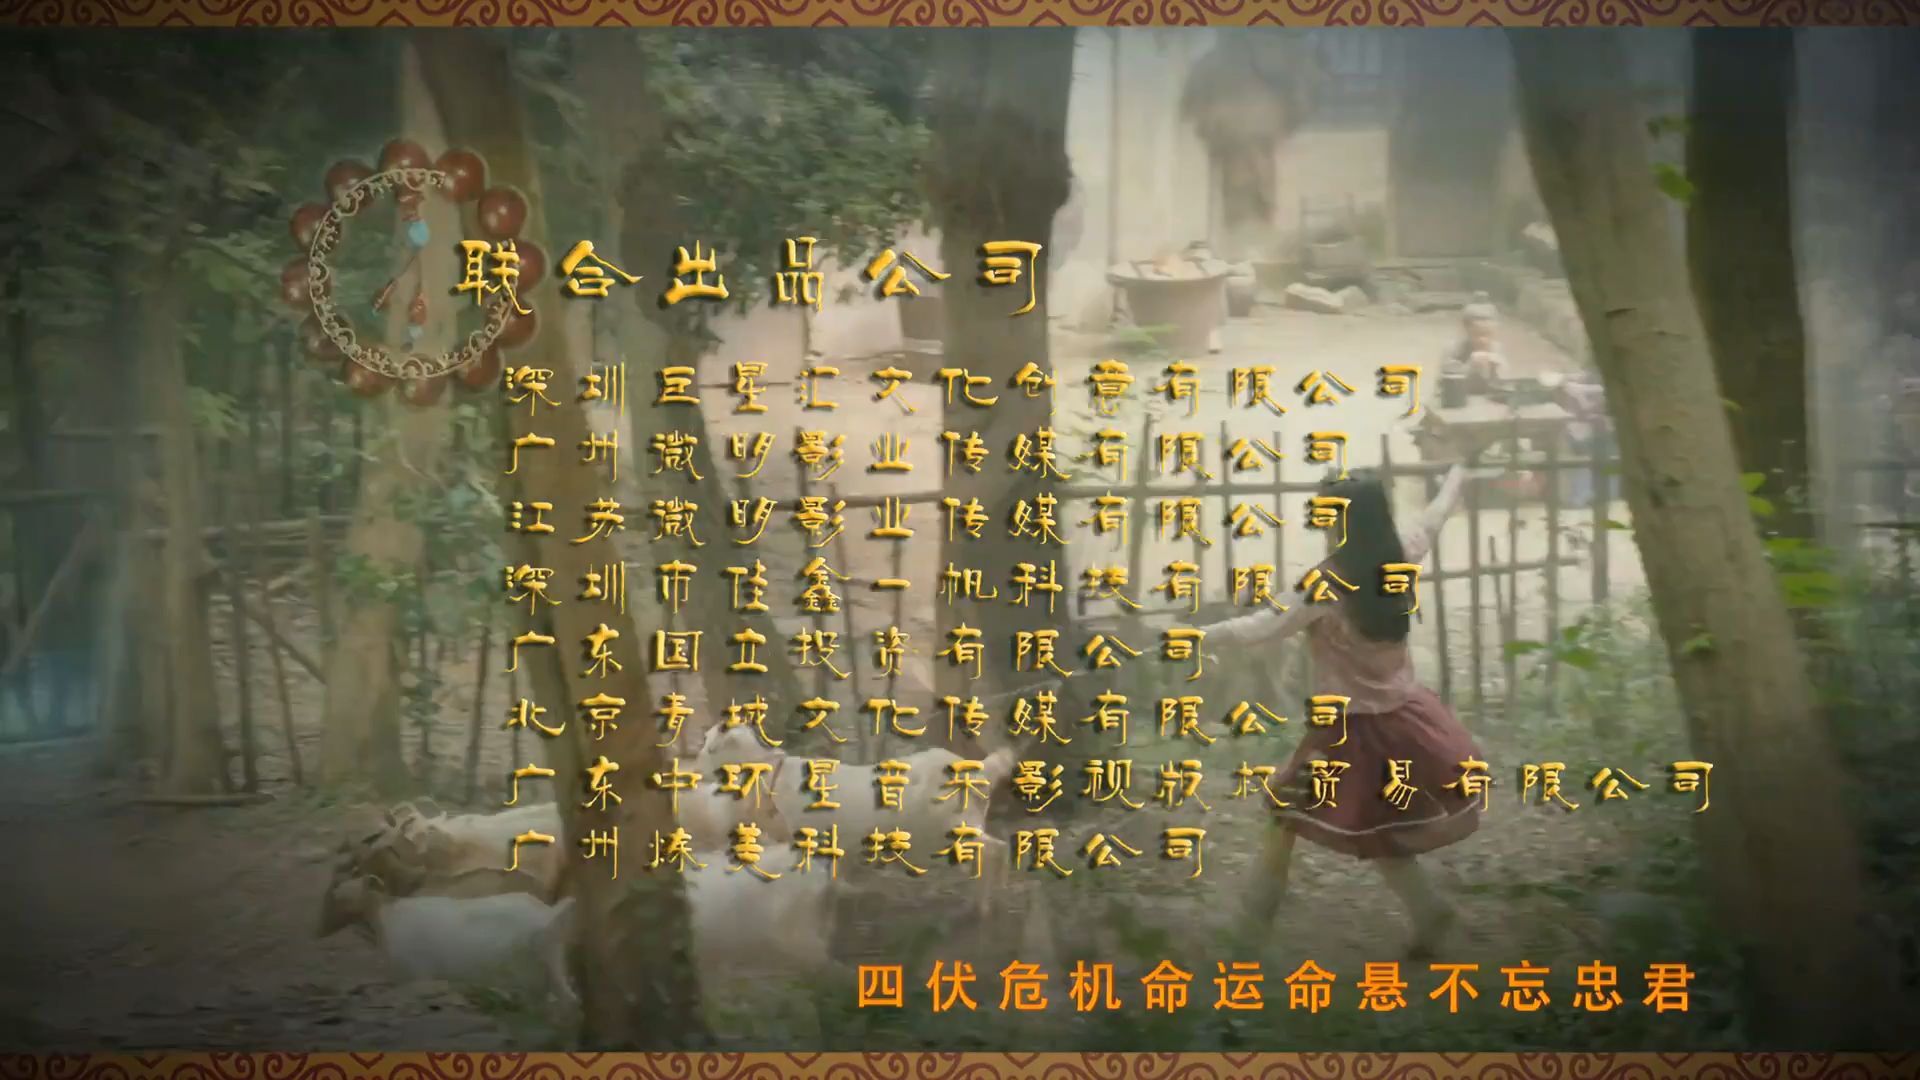 联合出品公司
深圳巨星汇文化创意有限公司
广州微明影业传媒有限公司
江苏微明影业传媒有限公司
深圳市佳鑫一帆科技有限公司
广东国立投资有限公司
北京青城文化传媒有限公司
广东中环星音乐影视版权贸易有限公司
广州炼美科技有限公司
四伏危机命运命悬不忘忠君